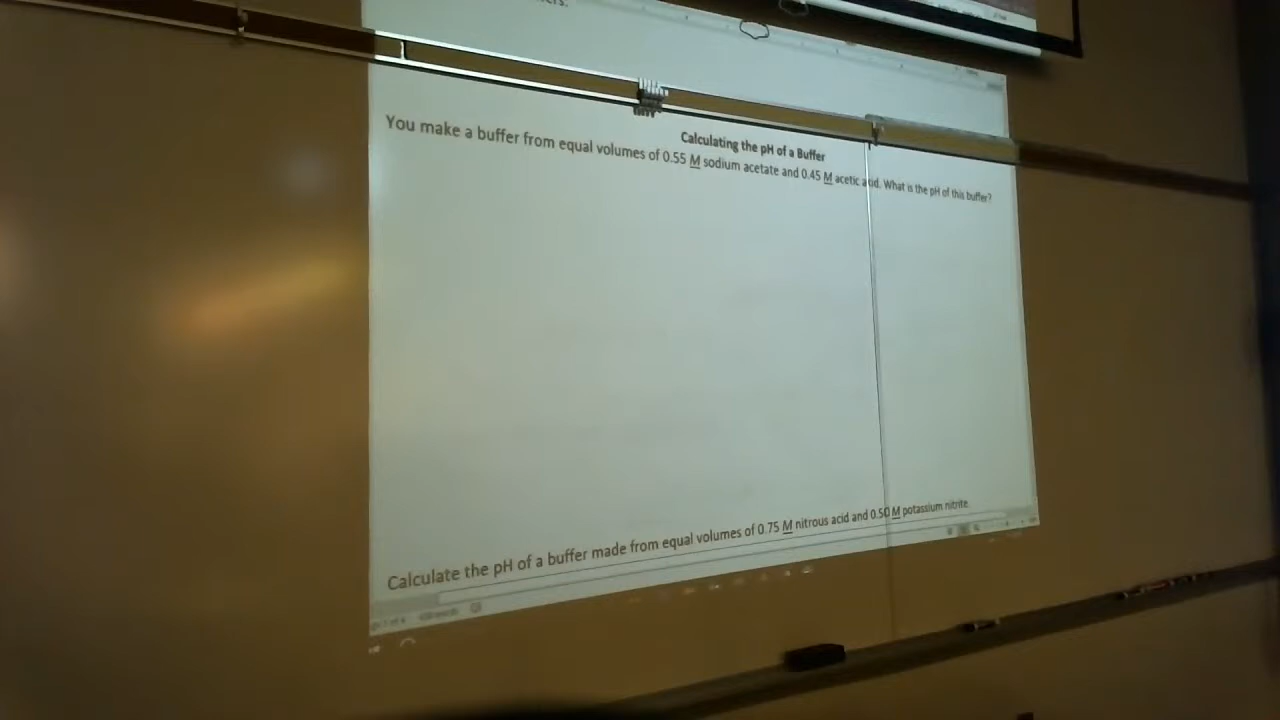 Calculating the pH of a Buffer
You make a buffer from equal volumes of 0.55 M sodium acetate and 0.45 M acetic acid. What is the pH of this buffer?
Calculate the pH of a buffer made from equal volumes of 0.75 M nitrous acid and 0.50 M potassium nitrite.